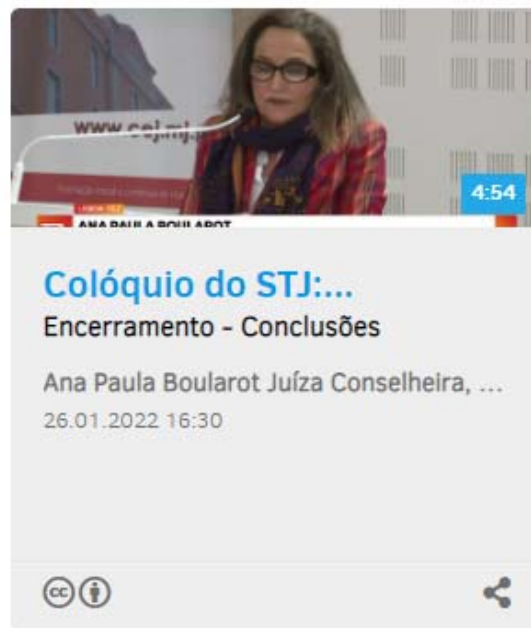 www.cej.mj.
4:54
ANA PAULA BOULAROT
Colóquio do STJ:...
Encerramento - Conclusões
Ana Paula Boularot Juíza Conselheira, ...
26.01.2022 16:30
cc